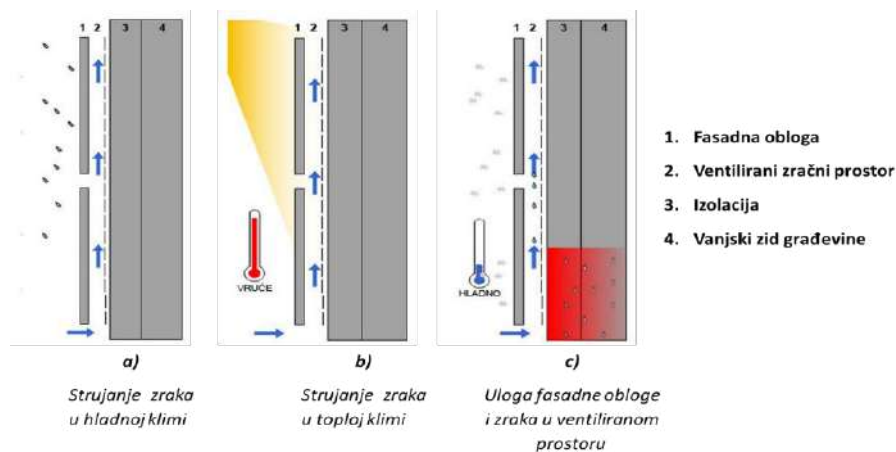 1 2 3 4
1 2 3 4
1 2 3 4
VRUĆE
HLADNO
1. Fasadna obloga
2. Ventilirani zračni prostor
3. Izolacija
4. Vanjski zid građevine
a)
Strujanje zraka
u hladnoj klimi
b)
Strujanje zraka
u toploj klimi
c)
Uloga fasadne obloge
i zraka u ventiliranom
prostoru